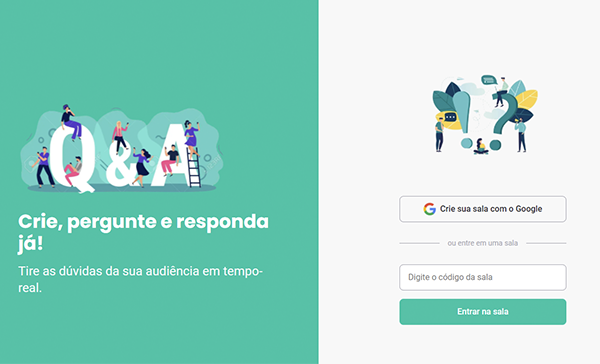 Q&A
Crie, pergunte e responda
já!
Tire as dúvidas da sua audiência em tempo-
real.
!?
Crie sua sala com o Google
ou entre em uma sala
Digite o código da sala
Entrar na sala